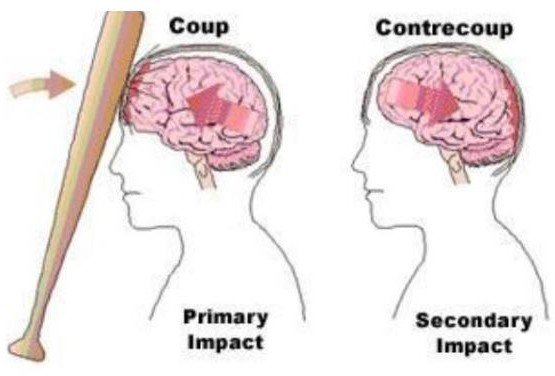 Coup
Contrecoup
Primary
Impact
Secondary
Impact